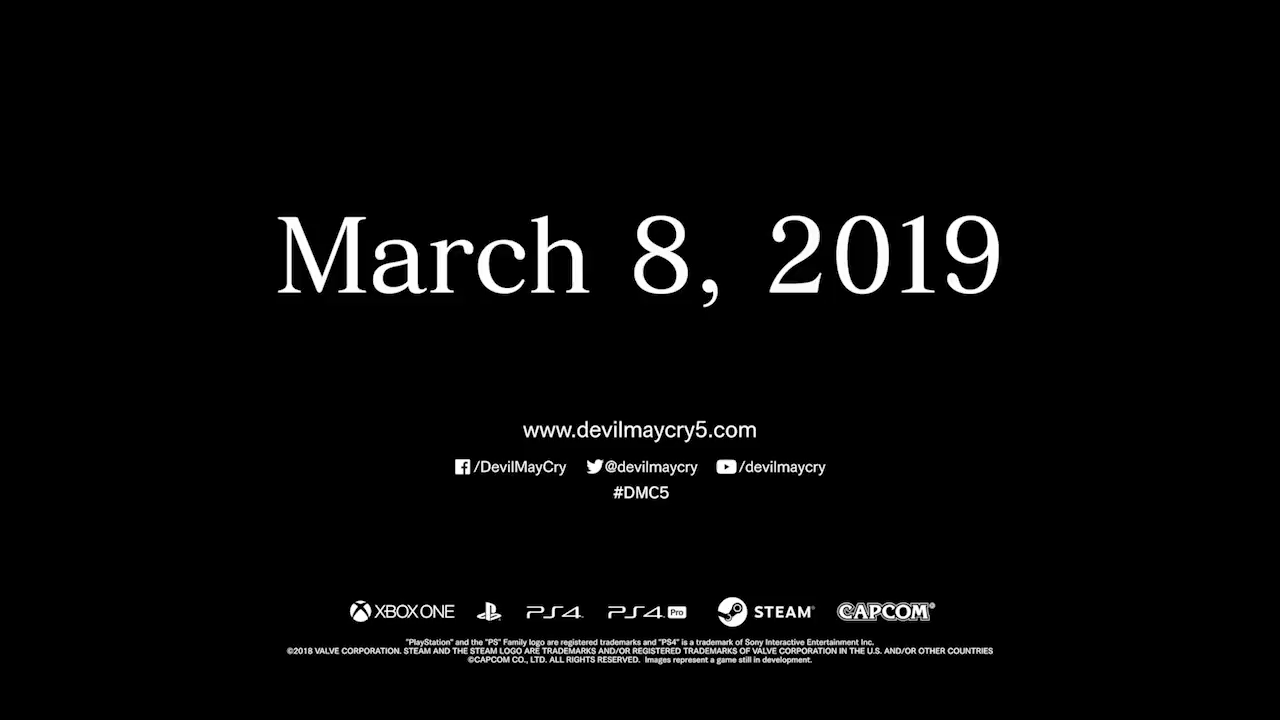 March 8, 2019
www.devilmaycry5.com
/DevilMayCry @devilmaycry /devilmaycry
#DMC5
XBOX ONE PS4 PS4 Pro STEAM® CAPCOM®
"PlayStation" and the "PS" Family logo are registered trademarks and "PS4" is a trademark of Sony Interactive Entertainment Inc.
©2018 VALVE CORPORATION. STEAM AND THE STEAM LOGO ARE TRADEMARKS AND/OR REGISTERED TRADEMARKS OF VALVE CORPORATION IN THE U.S. AND/OR OTHER COUNTRIES
©CAPCOM CO., LTD. ALL RIGHTS RESERVED. Images represent a game still in development.